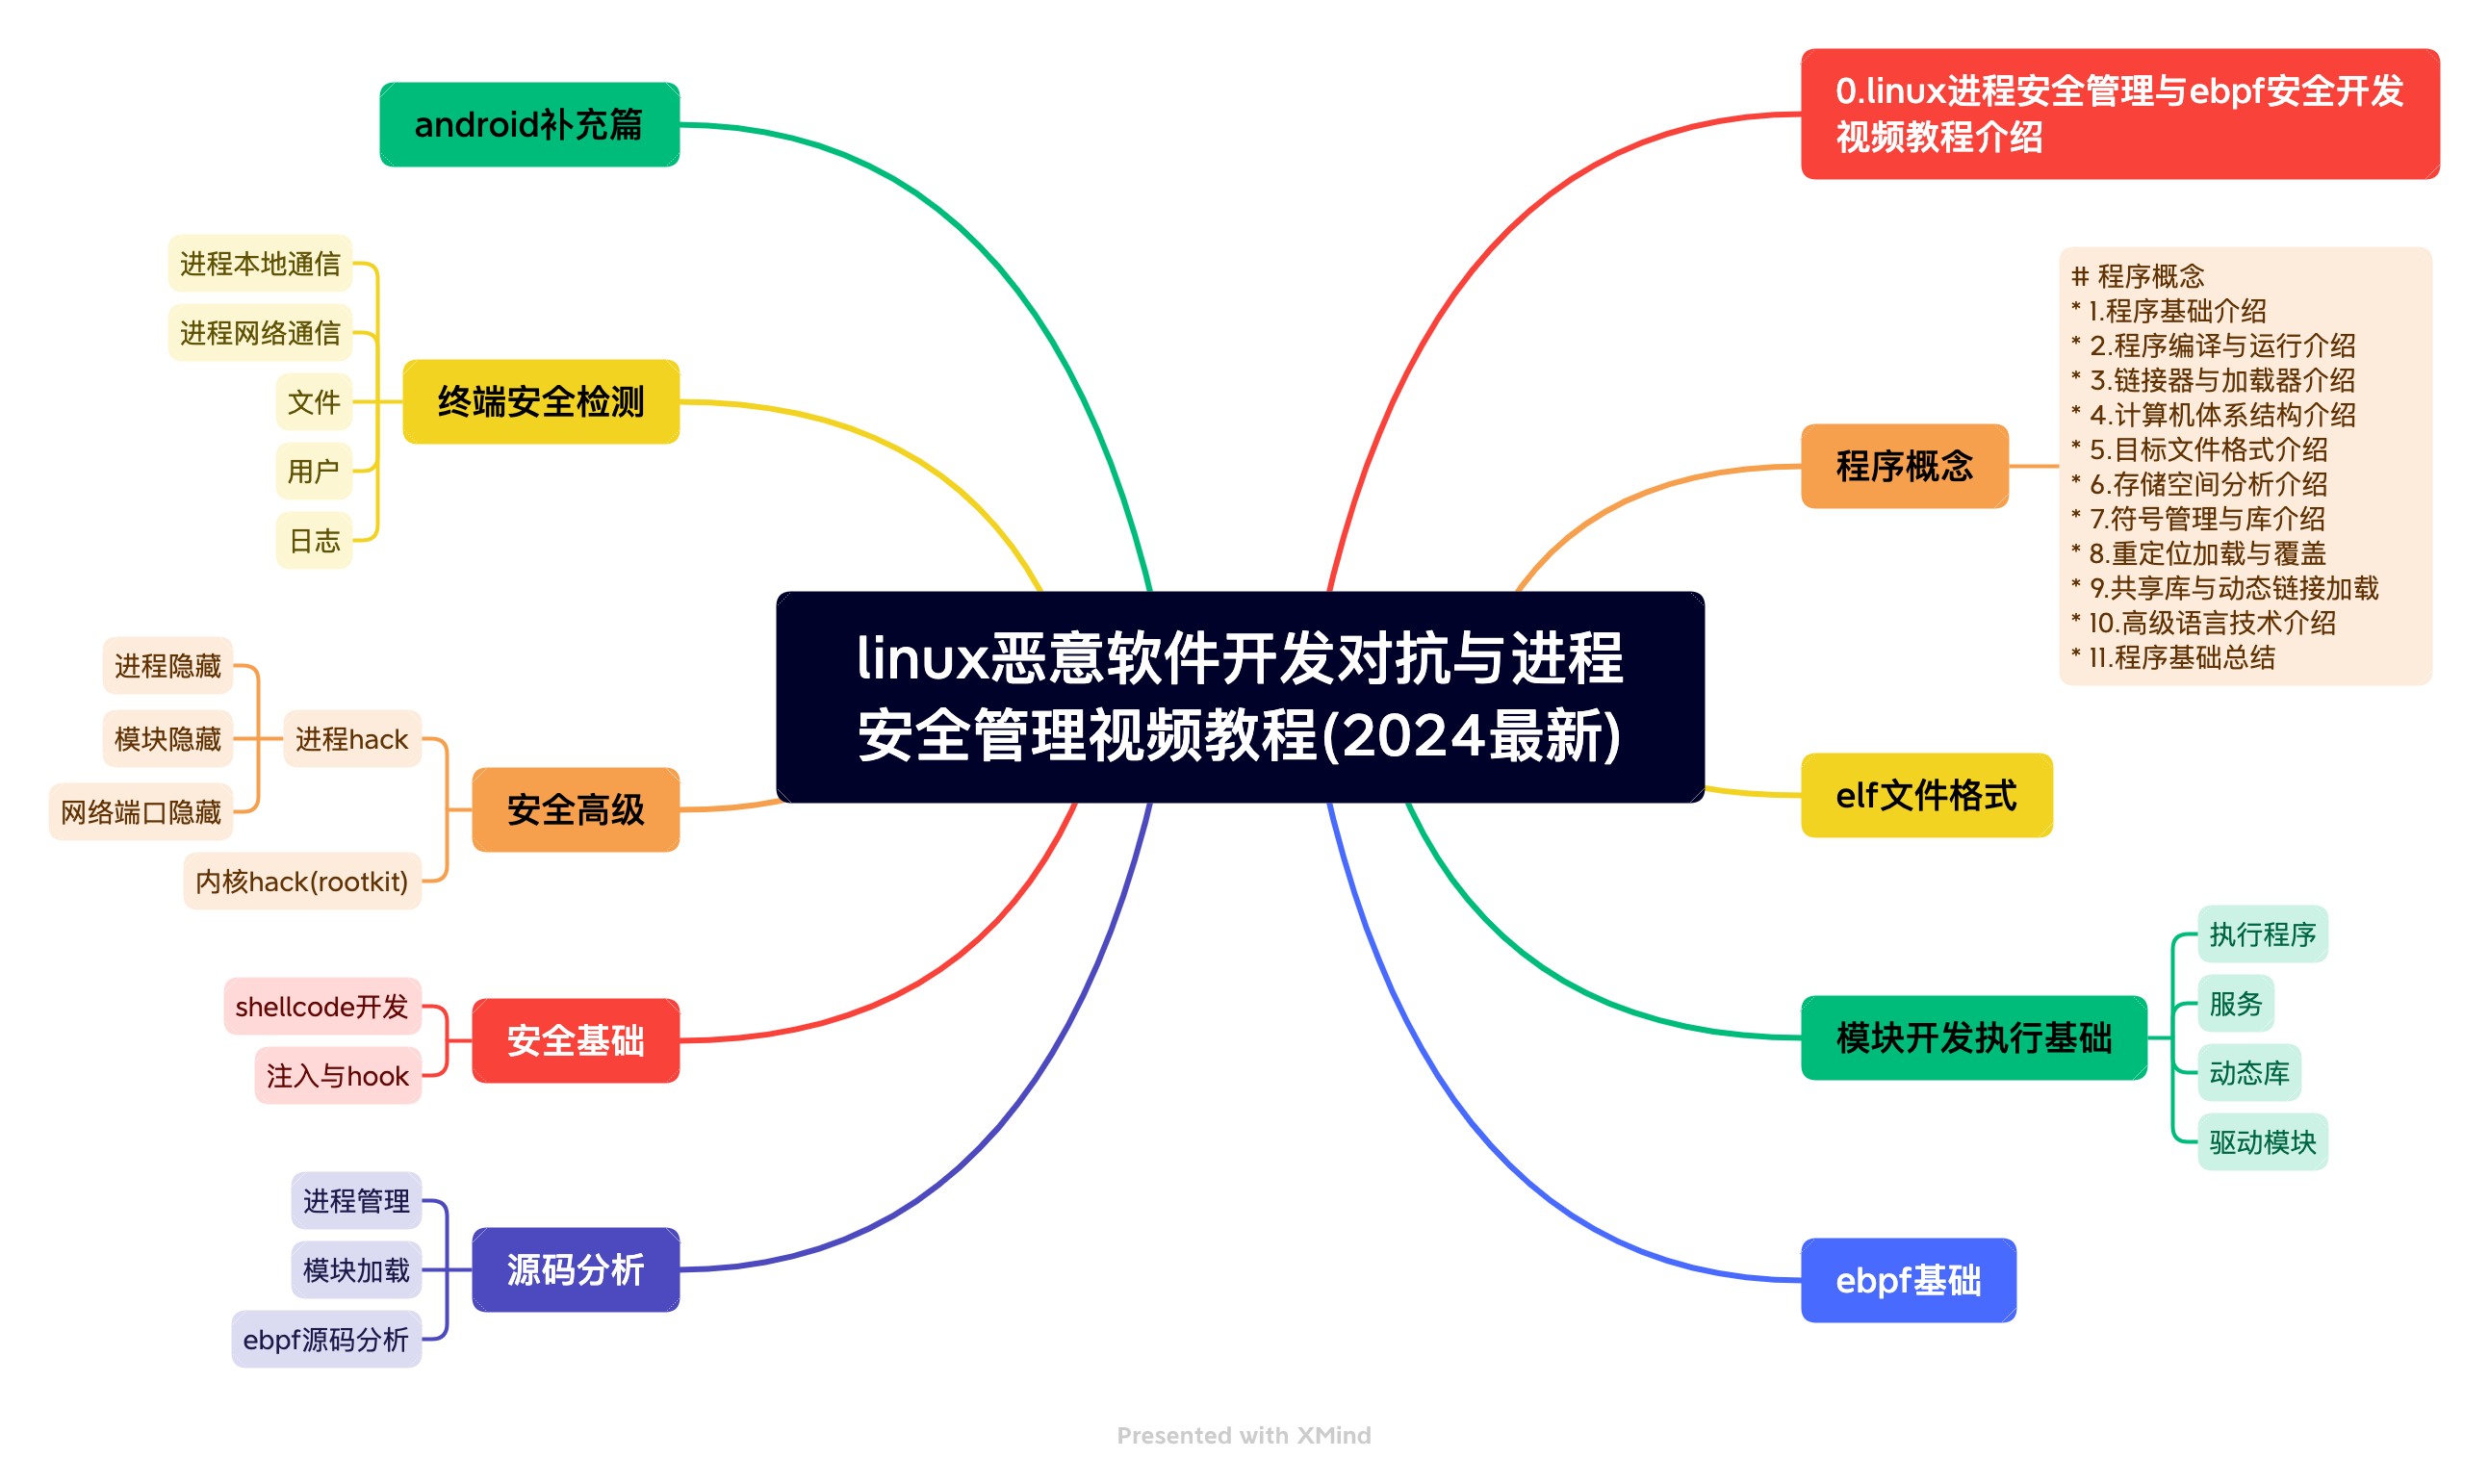 linux恶意软件开发对抗与进程
安全管理视频教程(2024最新)
0.linux进程安全管理与ebpf安全开发
视频教程介绍
程序概念
# 程序概念
* 1.程序基础介绍
* 2.程序编译与运行介绍
* 3.链接器与加载器介绍
* 4.计算机体系结构介绍
* 5.目标文件格式介绍
* 6.存储空间分析介绍
* 7.符号管理与库介绍
* 8.重定位加载与覆盖
* 9.共享库与动态链接加载
* 10.高级语言技术介绍
* 11.程序基础总结
elf文件格式
模块开发执行基础
执行程序
服务
动态库
驱动模块
ebpf基础
android补充篇
终端安全检测
进程本地通信
进程网络通信
文件
用户
日志
安全高级
进程hack
进程隐藏
模块隐藏
网络端口隐藏
内核hack(rootkit)
安全基础
shellcode开发
注入与hook
源码分析
进程管理
模块加载
ebpf源码分析
Presented with XMind